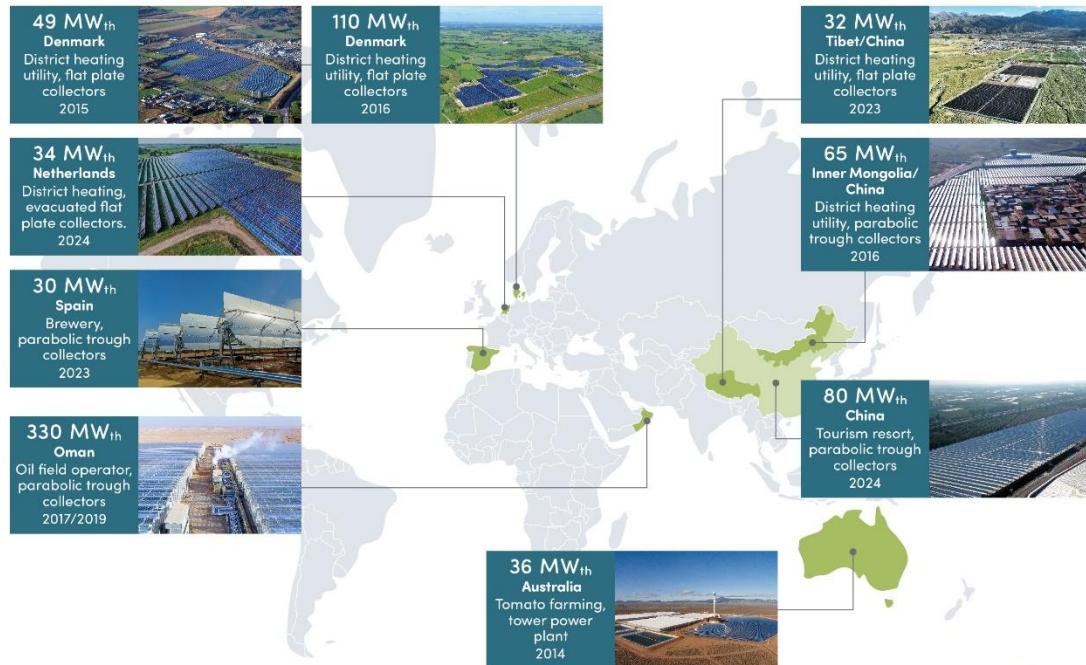 49 MWth
Denmark
District heating
utility, flat plate
collectors
2015
110 MWth
Denmark
District heating
utility, flat plate
collectors
2016
32 MWth
Tibet/China
District heating
utility, flat plate
collectors
2023
34 MWth
Netherlands
District heating,
evacuated flat
plate collectors.
2024
65 MWth
Inner Mongolia/
China
District heating
utility, parabolic
trough collectors
2016
30 MWth
Spain
Brewery,
parabolic trough
collectors
2023
330 MWth
Oman
Oil field operator,
parabolic trough
collectors
2017/2019
80 MWth
China
Tourism resort,
parabolic trough
collectors
2024
36 MWth
Australia
Tomato farming,
tower power
plant
2014